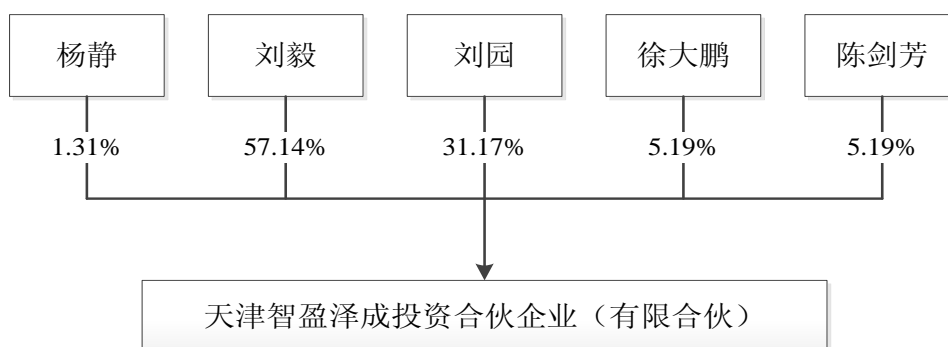 杨静 刘毅 刘园 徐大鹏 陈剑芳
1.31% 57.14% 31.17% 5.19% 5.19%
天津智盈泽成投资合伙企业（有限合伙）